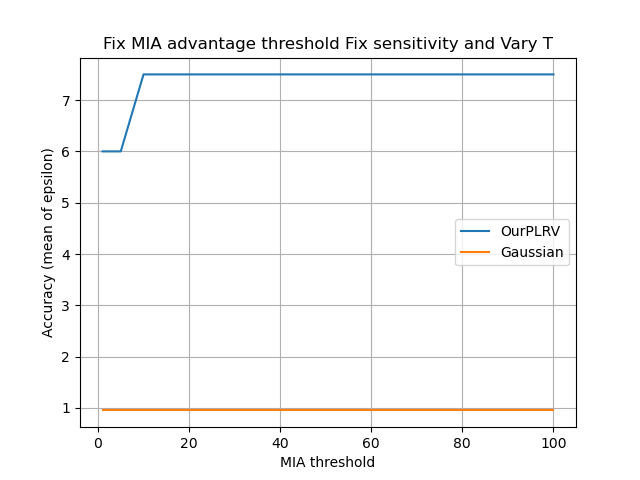 Fix MIA advantage threshold Fix sensitivity and Vary T
Accuracy (mean of epsilon)
7
6
5
4
3
2
1
OurPLRV
Gaussian
0 20 40 60 80 100
MIA threshold